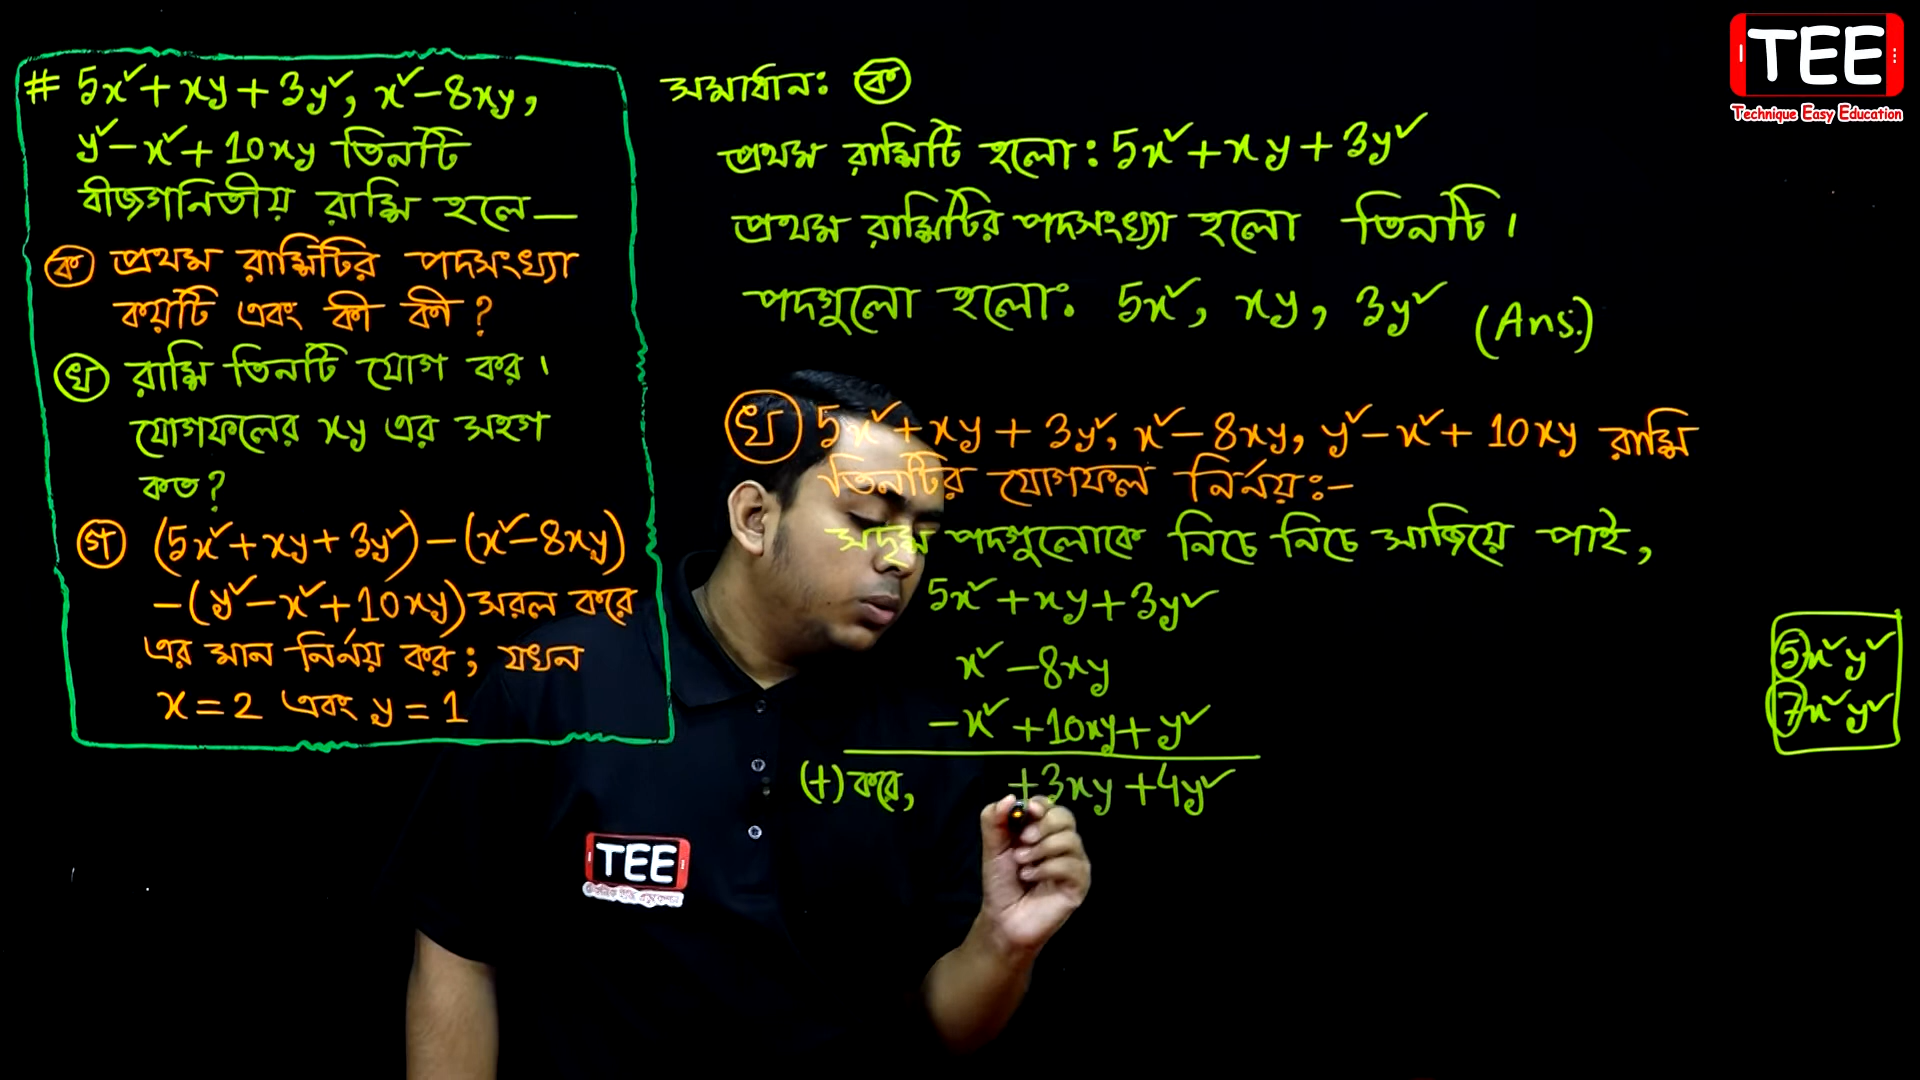 # 5x² + xy + 3y², x² - 8xy,
y² - x² + 10xy তিনটি
বীজগনিতীয় রাশি হলে—
ক প্রথম রাশিটির পদসংখ্যা
কয়টি এবং কী কী ?
খ রাশি তিনটি যোগ কর।
যোগফলের xy এর সহগ
কত ?
গ (5x² + xy + 3y²) - (x² - 8xy)
- (y² - x² + 10xy) সরল করে
এর মান নির্ণয় কর; যখন
x = 2 এবং y = 1
সমাধান: ক
প্রথম রাশিটি হলো: 5x² + xy + 3y²
প্রথম রাশিটির পদসংখ্যা হলো তিনটি।
পদগুলো হলো: 5x², xy, 3y² (Ans:)
খ 5x² + xy + 3y², x² - 8xy, y² - x² + 10xy রাশি
তিনটির যোগফল নির্নয়:-
সদৃশ পদগুলোকে নিচে নিচে সাজিয়ে পাই,
5x² + xy + 3y²
x² - 8xy
- x² + 10xy + y²
(+) করে, + 3xy + 4y²
5x²y²
7x²y²
TEE
Technique Easy Education
TEE